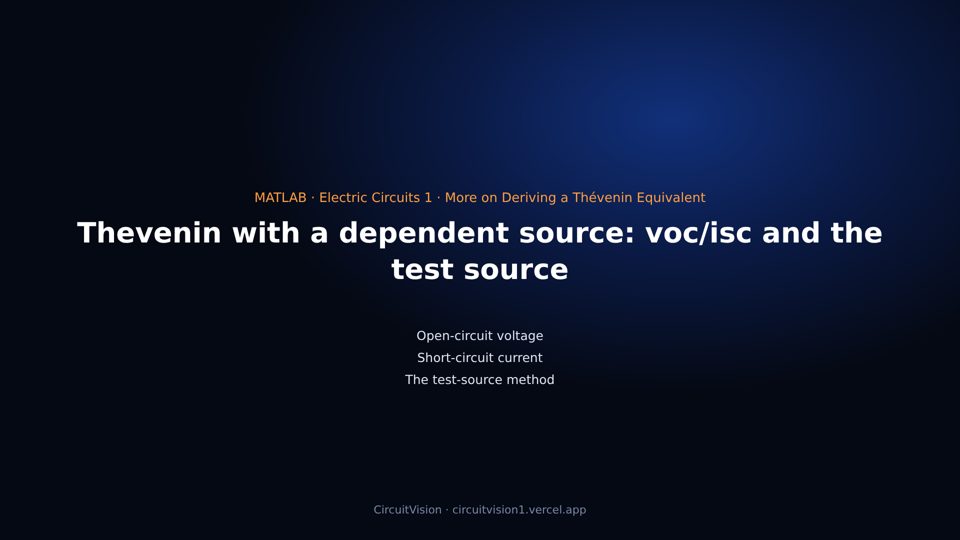 MATLAB · Electric Circuits 1 · More on Deriving a Thévenin Equivalent
Thevenin with a dependent source: voc/isc and the
test source
Open-circuit voltage
Short-circuit current
The test-source method
CircuitVision · circuitvision1.vercel.app